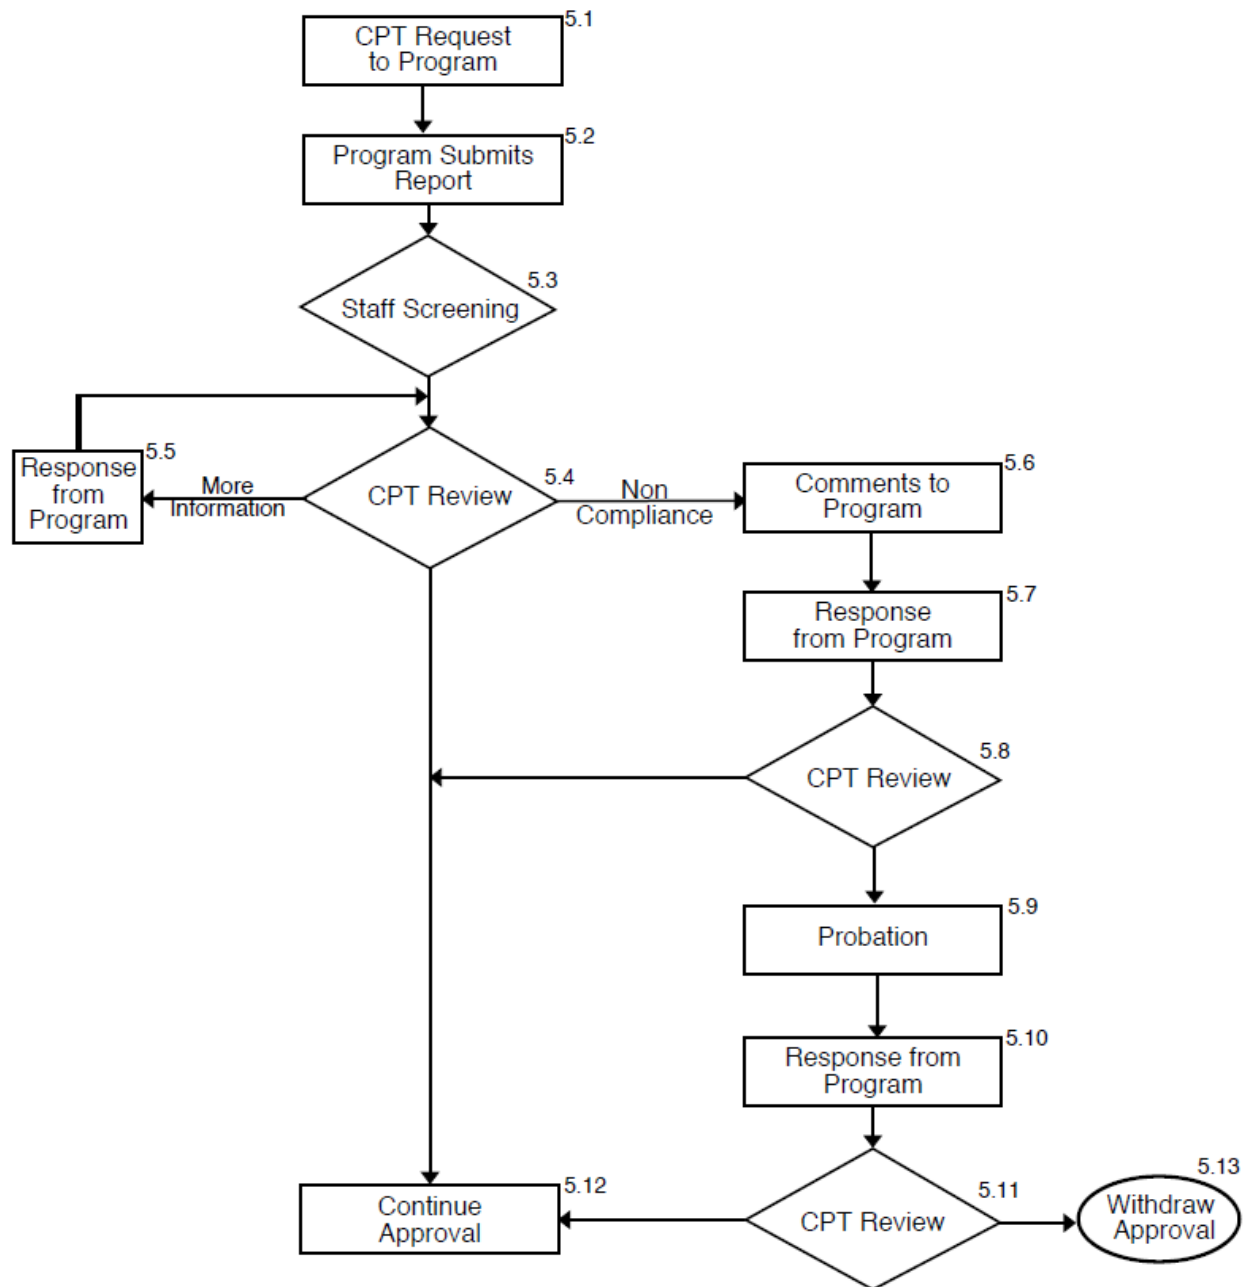 5.1
CPT Request
to Program
5.2
Program Submits
Report
5.3
Staff Screening
5.5
Response
from
Program
More
Information
5.4
CPT Review
Non
Compliance
5.6
Comments to
Program
5.7
Response
from Program
5.8
CPT Review
5.9
Probation
5.10
Response from
Program
5.11
CPT Review
5.12
Continue
Approval
5.13
Withdraw
Approval